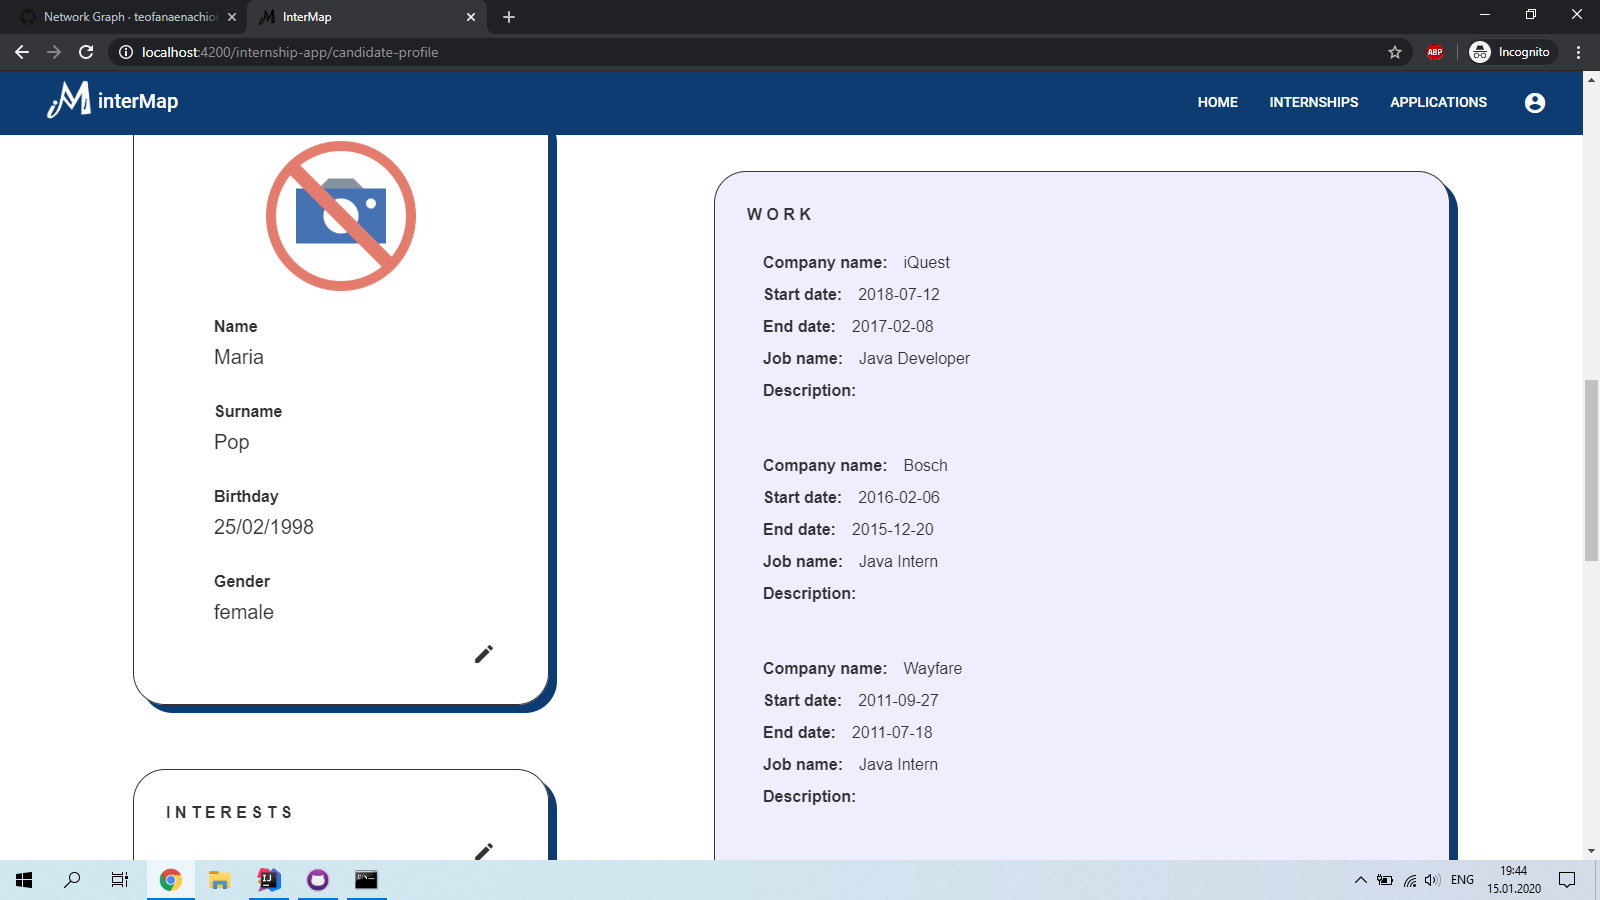 Network Graph · teofanaenachioi
InterMap
localhost:4200/internship-app/candidate-profile
ABP
Incognito
iM interMap
HOME
INTERNSHIPS
APPLICATIONS
Name
Maria
Surname
Pop
Birthday
25/02/1998
Gender
female
INTERESTS
WORK
Company name: iQuest
Start date: 2018-07-12
End date: 2017-02-08
Job name: Java Developer
Description:
Company name: Bosch
Start date: 2016-02-06
End date: 2015-12-20
Job name: Java Intern
Description:
Company name: Wayfare
Start date: 2011-09-27
End date: 2011-07-18
Job name: Java Intern
Description:
IJ
ENG
19:44
15.01.2020